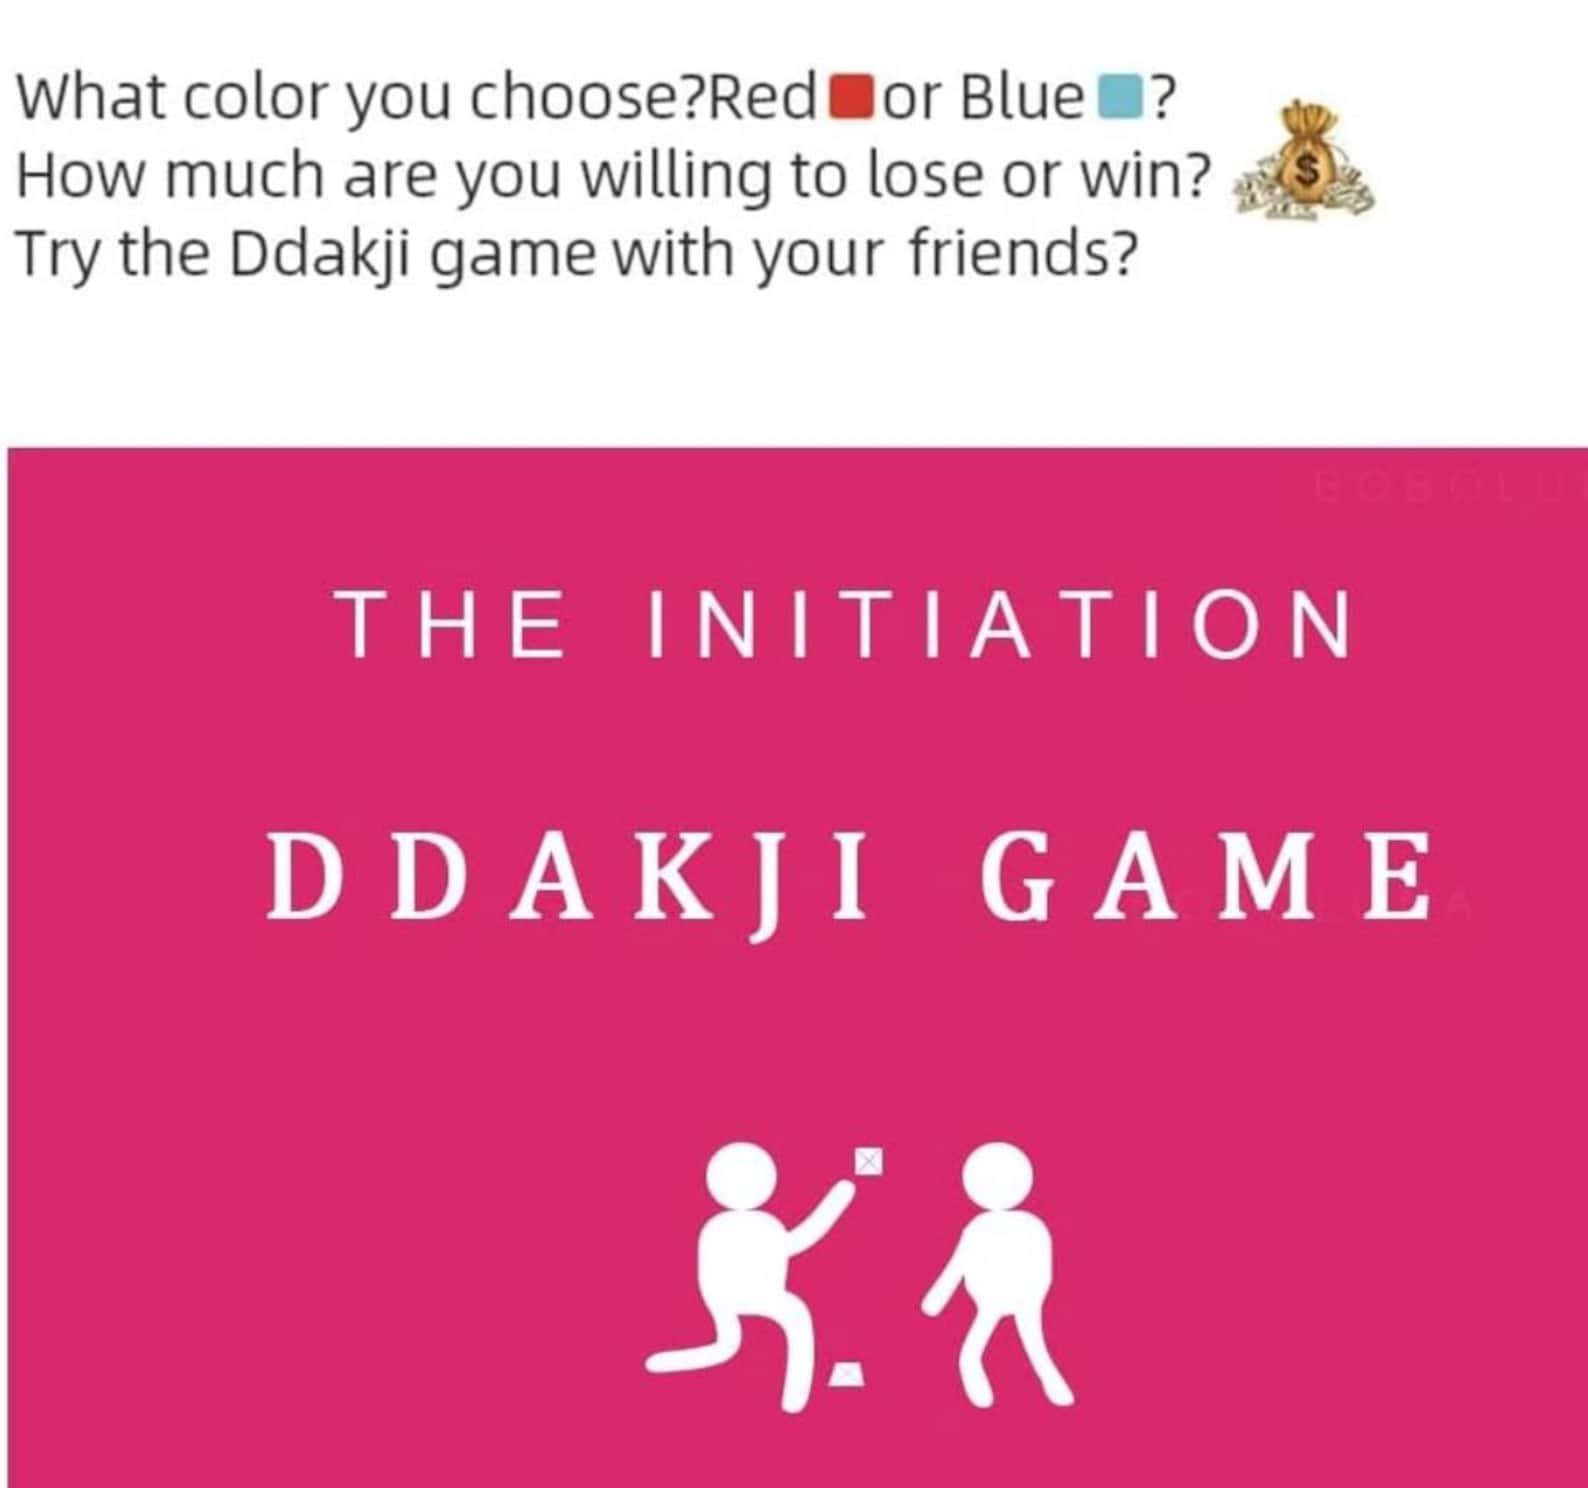 What color you choose?Red🟥or Blue🟦?
How much are you willing to lose or win?
Try the Ddakji game with your friends?
THE INITIATION
DDAKJI GAME
$